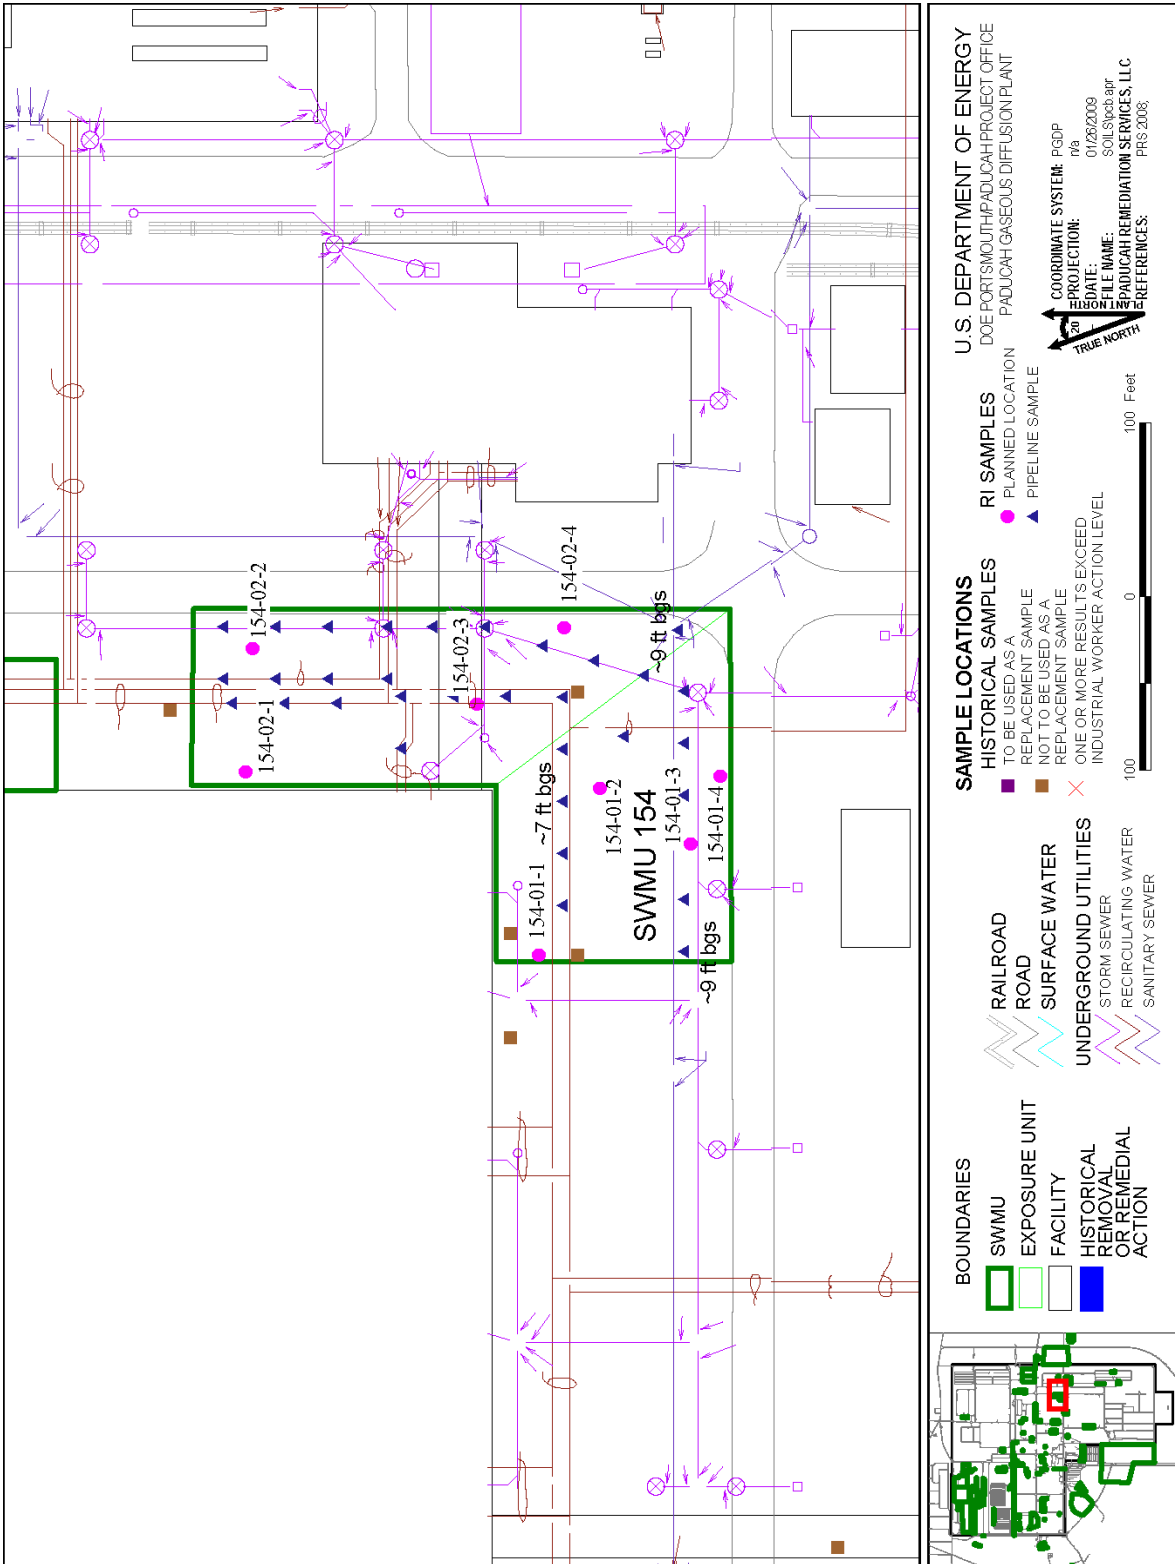 154-02-2
154-02-1
154-02-3
154-02-4
~9 ft bgs
~7 ft bgs
154-01-1
154-01-2
154-01-3
154-01-4
SWMU 154
~9 ft bgs
BOUNDARIES
SWMU
EXPOSURE UNIT
FACILITY
HISTORICAL
REMOVAL
OR REMEDIAL
ACTION
RAILROAD
ROAD
SURFACE WATER
UNDERGROUND UTILITIES
STORM SEWER
RECIRCULATING WATER
SANITARY SEWER
SAMPLE LOCATIONS
HISTORICAL SAMPLES
TO BE USED AS A
REPLACEMENT SAMPLE
NOT TO BE USED AS A
REPLACEMENT SAMPLE
ONE OR MORE RESULTS EXCEED
INDUSTRIAL WORKER ACTION LEVEL
RI SAMPLES
PLANNED LOCATION
PIPELINE SAMPLE
100 0 100 Feet
U.S. DEPARTMENT OF ENERGY
DOE PORTSMOUTH/PADUCAH PROJECT OFFICE
PADUCAH GASEOUS DIFFUSION PLANT
PLANT NORTH
20
TRUE NORTH
COORDINATE SYSTEM: PGDP
PROJECTION: n/a
DATE: 01/26/2009
FILE NAME: SOILS\pcb.apr
PADUCAH REMEDIATION SERVICES, LLC
REFERENCES: PRS 2008;